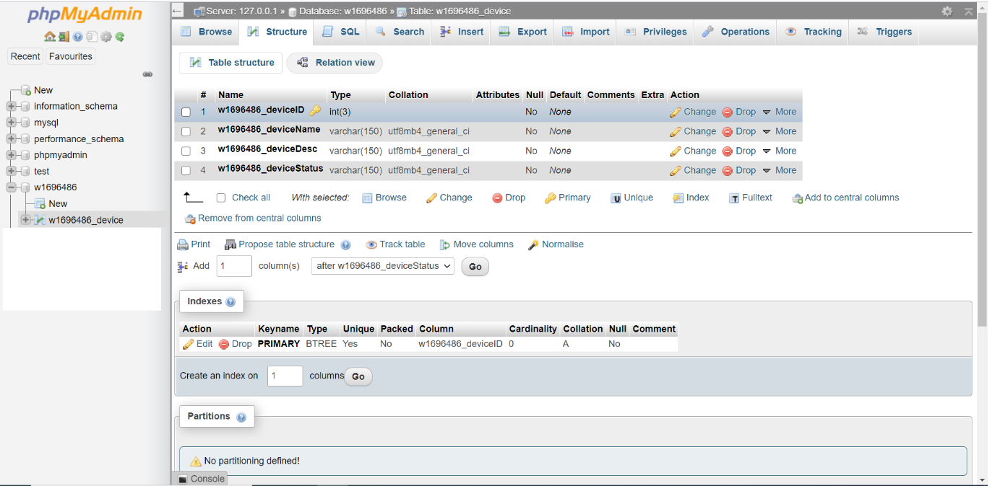 phpMyAdmin
Recent Favourites
New
information_schema
mysql
performance_schema
phpmyadmin
test
w1696486
New
w1696486_device
Server: 127.0.0.1 » Database: w1696486 » Table: w1696486_device
Browse Structure SQL Search Insert Export Import Privileges Operations Tracking Triggers
Table structure Relation view
# Name Type Collation Attributes Null Default Comments Extra Action
1 w1696486_deviceID int(3) No None Change Drop More
2 w1696486_deviceName varchar(150) utf8mb4_general_ci No None Change Drop More
3 w1696486_deviceDesc varchar(150) utf8mb4_general_ci No None Change Drop More
4 w1696486_deviceStatus varchar(150) utf8mb4_general_ci No None Change Drop More
Check all With selected: Browse Change Drop Primary Unique Index Fulltext Add to central columns
Remove from central columns
Print Propose table structure Track table Move columns Normalise
Add 1 column(s) after w1696486_deviceStatus Go
Indexes
Action Keyname Type Unique Packed Column Cardinality Collation Null Comment
Edit Drop PRIMARY BTREE Yes No w1696486_deviceID 0 A No
Create an index on 1 columns Go
Partitions
No partitioning defined!
Console